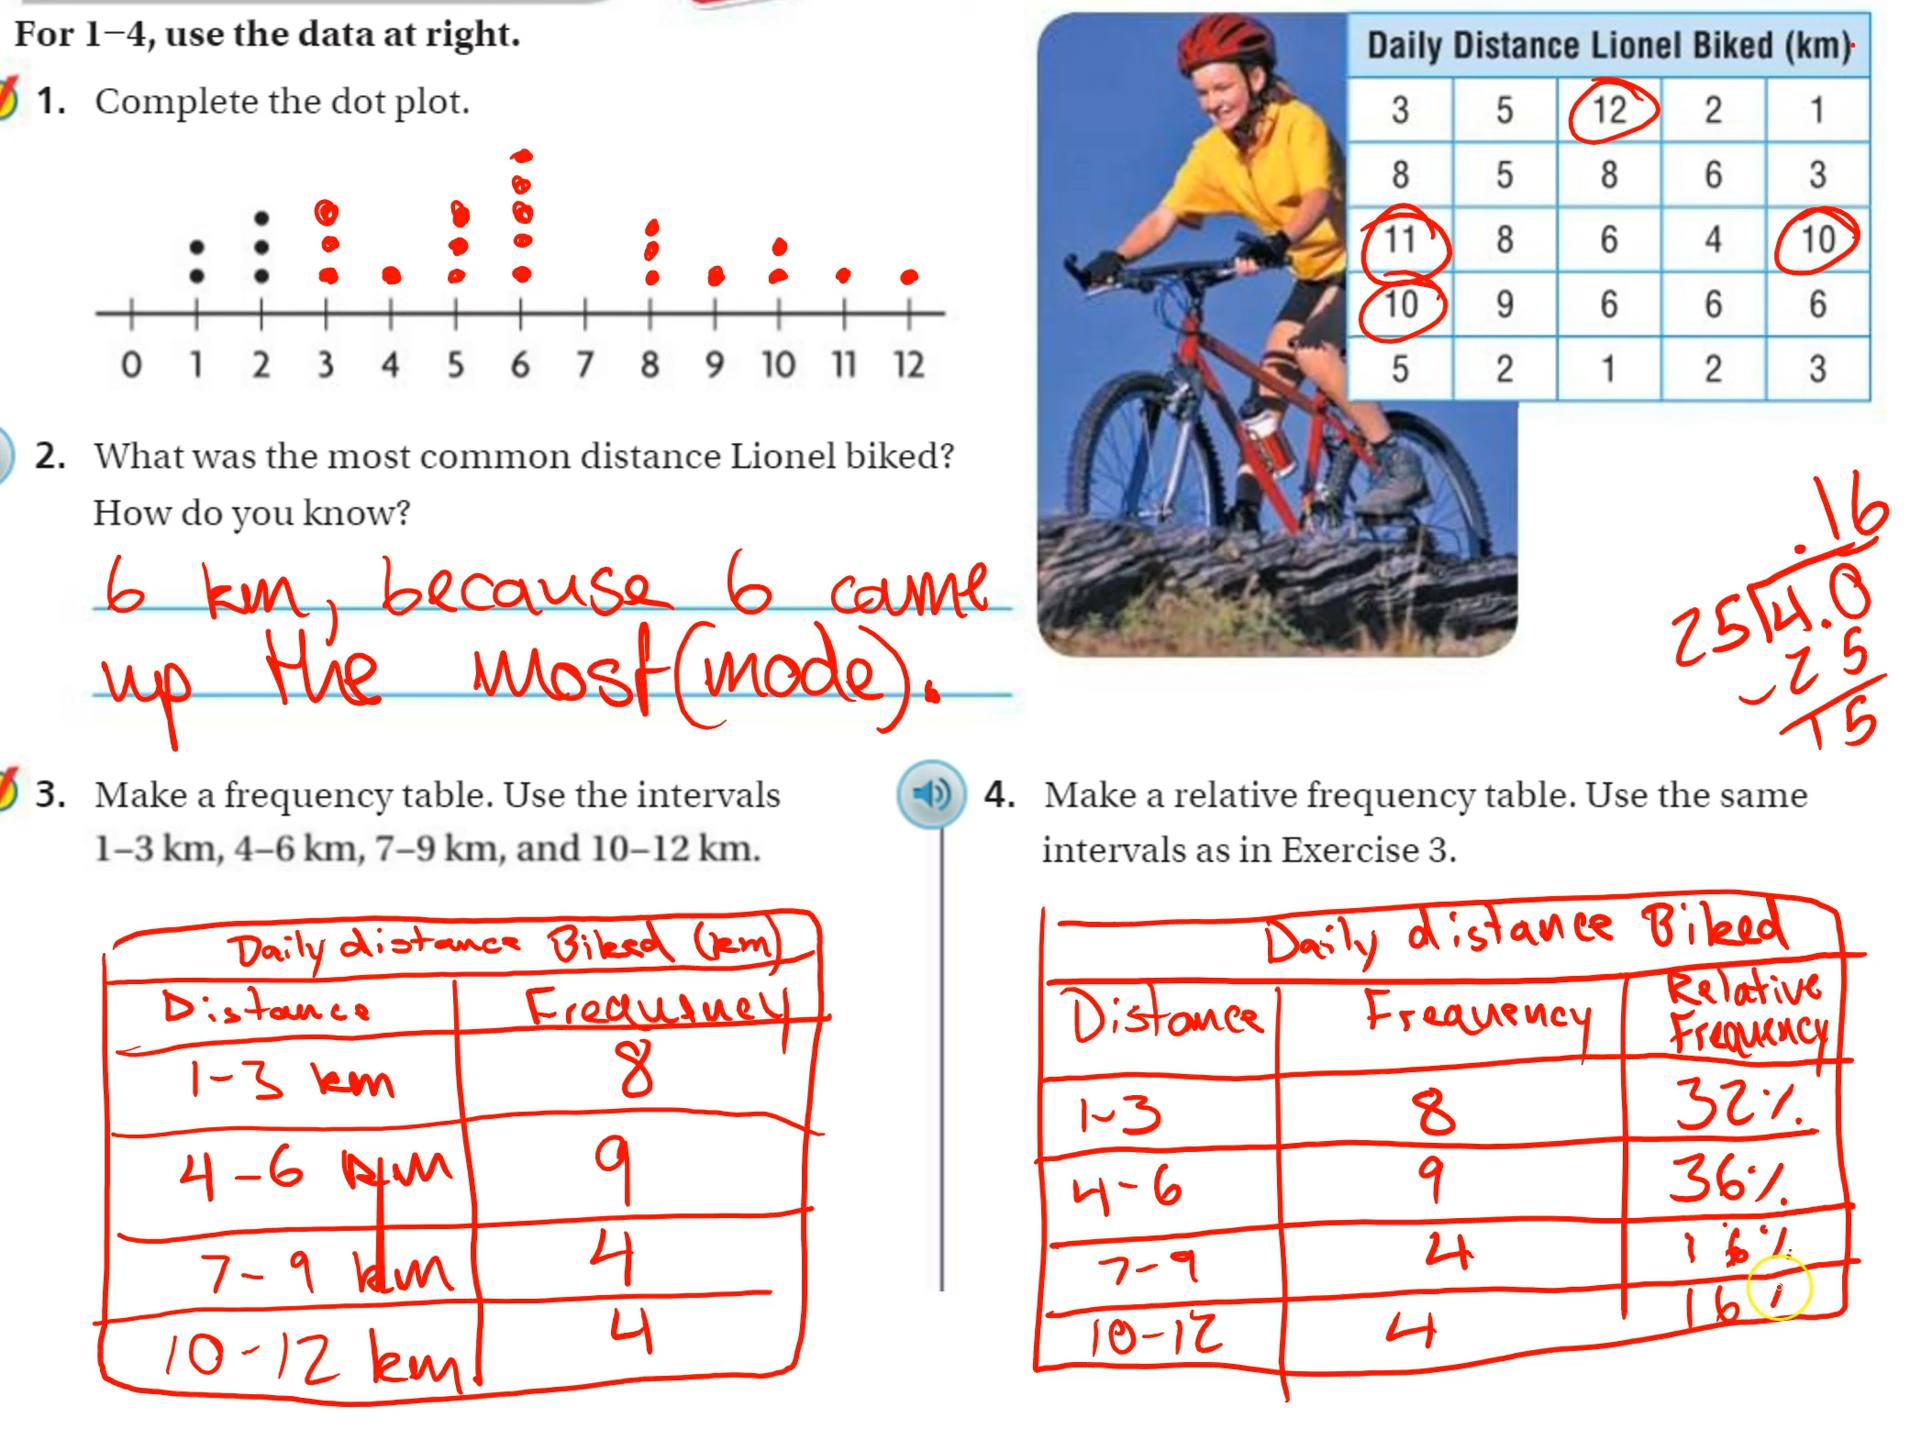 For 1–4, use the data at right.
1. Complete the dot plot.
0 1 2 3 4 5 6 7 8 9 10 11 12
Daily Distance Lionel Biked (km)
3 5 12 2 1
8 5 8 6 3
11 8 6 4 10
10 9 6 6 6
5 2 1 2 3
2. What was the most common distance Lionel biked?
How do you know?
6 km, because 6 came
up the most (mode).
.16
25 4.0
- 2 5
15
3. Make a frequency table. Use the intervals
1–3 km, 4–6 km, 7–9 km, and 10–12 km.
Daily distance Biked (km)
Distance Frequency
1-3 km 8
4-6 km 9
7-9 km 4
10-12 km 4
4. Make a relative frequency table. Use the same
intervals as in Exercise 3.
Daily distance Biked
Distance Frequency Relative Frequency
1-3 8 32%
4-6 9 36%
7-9 4 16%
10-12 4 16